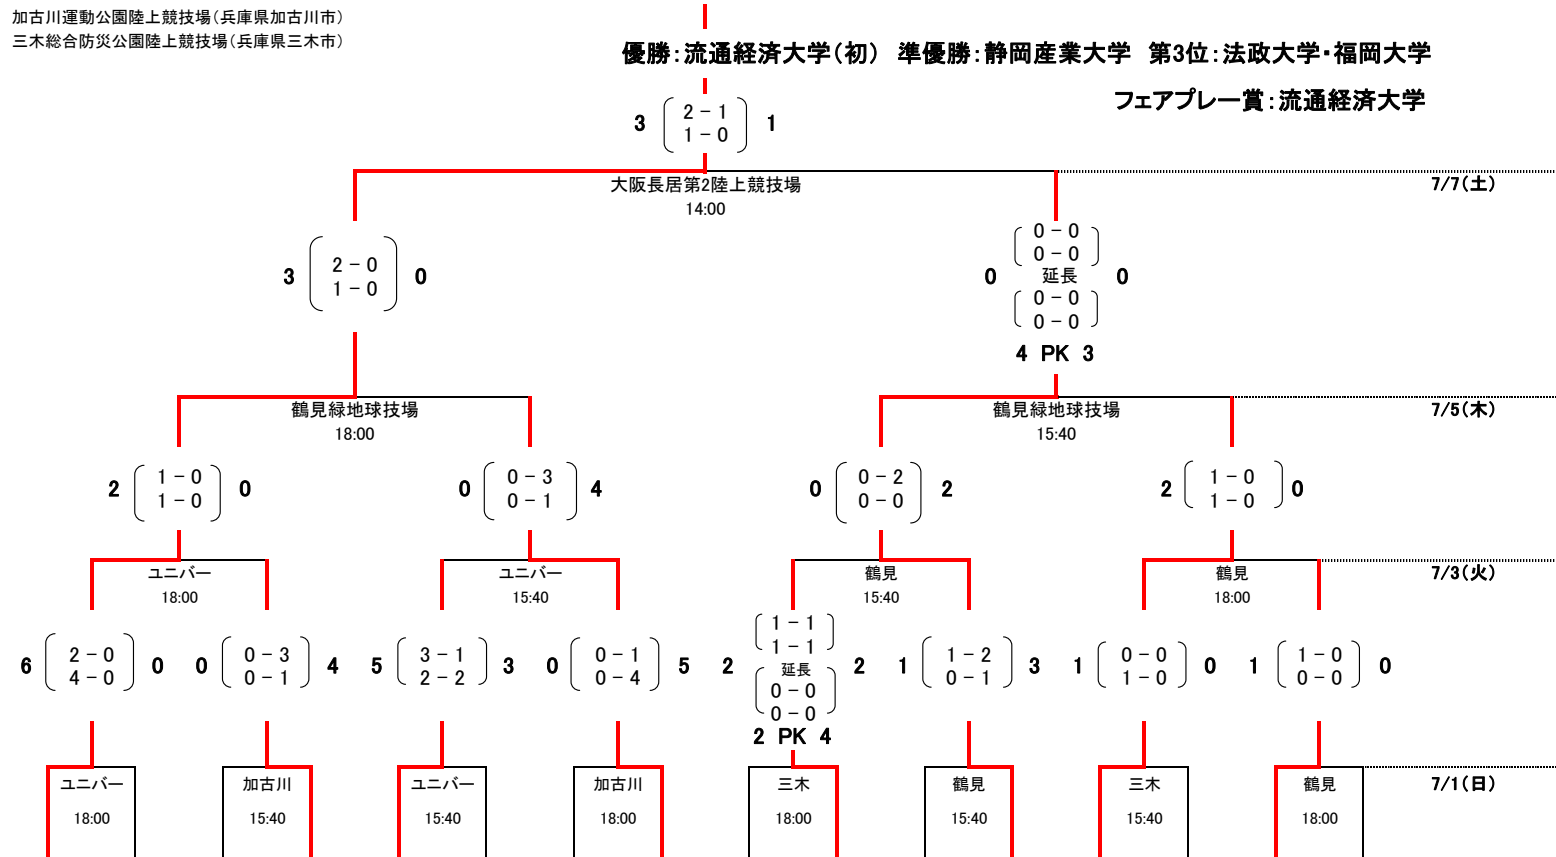 加古川運動公園陸上競技場(兵庫県加古川市)
三木総合防災公園陸上競技場(兵庫県三木市)
優勝:流通経済大学(初) 準優勝:静岡産業大学 第3位:法政大学・福岡大学
フェアプレー賞:流通経済大学
3 2 - 1 1
1 - 0
大阪長居第2陸上競技場 7/7(土)
14:00
3 2 - 0 0
1 - 0
0 - 0
0 - 0
0 延長 0
0 - 0
0 - 0
4 PK 3
鶴見緑地球技場 鶴見緑地球技場 7/5(木)
18:00 15:40
2 1 - 0 0 0 0 - 3 4 0 0 - 2 2 2 1 - 0 0
1 - 0 0 - 1 0 - 0 1 - 0
ユニバー ユニバー 鶴見 鶴見 7/3(火)
18:00 15:40 15:40 18:00
1 - 1
1 - 1
6 2 - 0 0 0 0 - 3 4 5 3 - 1 3 0 0 - 1 5 2 延長 2 1 1 - 2 3 1 0 - 0 0 1 1 - 0 0
4 - 0 0 - 1 2 - 2 0 - 4 0 - 0 0 - 1 1 - 0 0 - 0
0 - 0
2 PK 4
ユニバー 加古川 ユニバー 加古川 三木 鶴見 三木 鶴見 7/1(日)
18:00 15:40 15:40 18:00 18:00 15:40 15:40 18:00